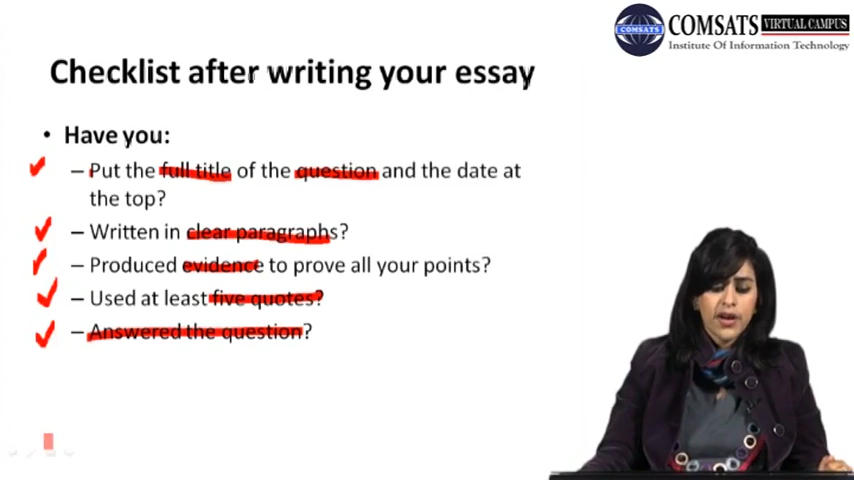 COMSATS VIRTUAL CAMPUS
COMSATS
Institute Of Information Technology
Checklist after writing your essay
• Have you:
– Put the full title of the question and the date at
the top?
– Written in clear paragraphs?
– Produced evidence to prove all your points?
– Used at least five quotes?
– Answered the question?